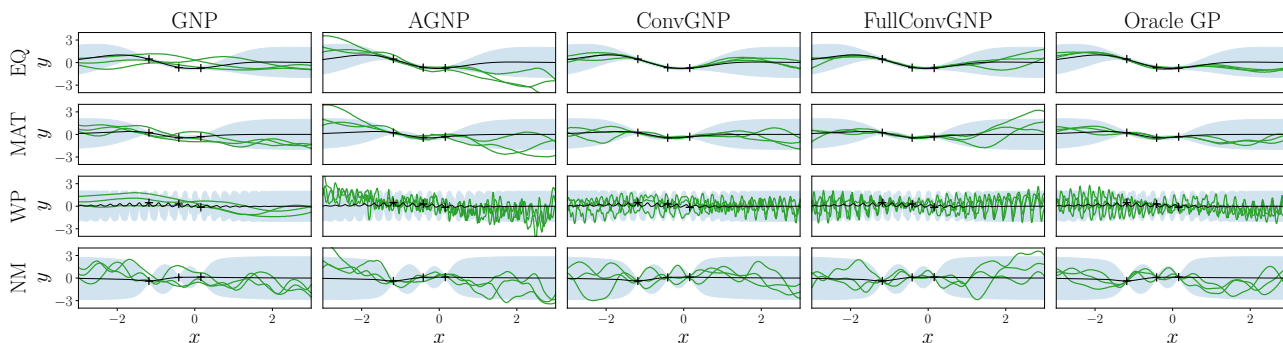 GNP AGNP ConvGNP FullConvGNP Oracle GP
EQ y 3 0 −3
MAT y 3 0 −3
WP y 3 0 −3
NM y 3 0 −3
−2 0 2 −2 0 2 −2 0 2 −2 0 2 −2 0 2
x x x x x